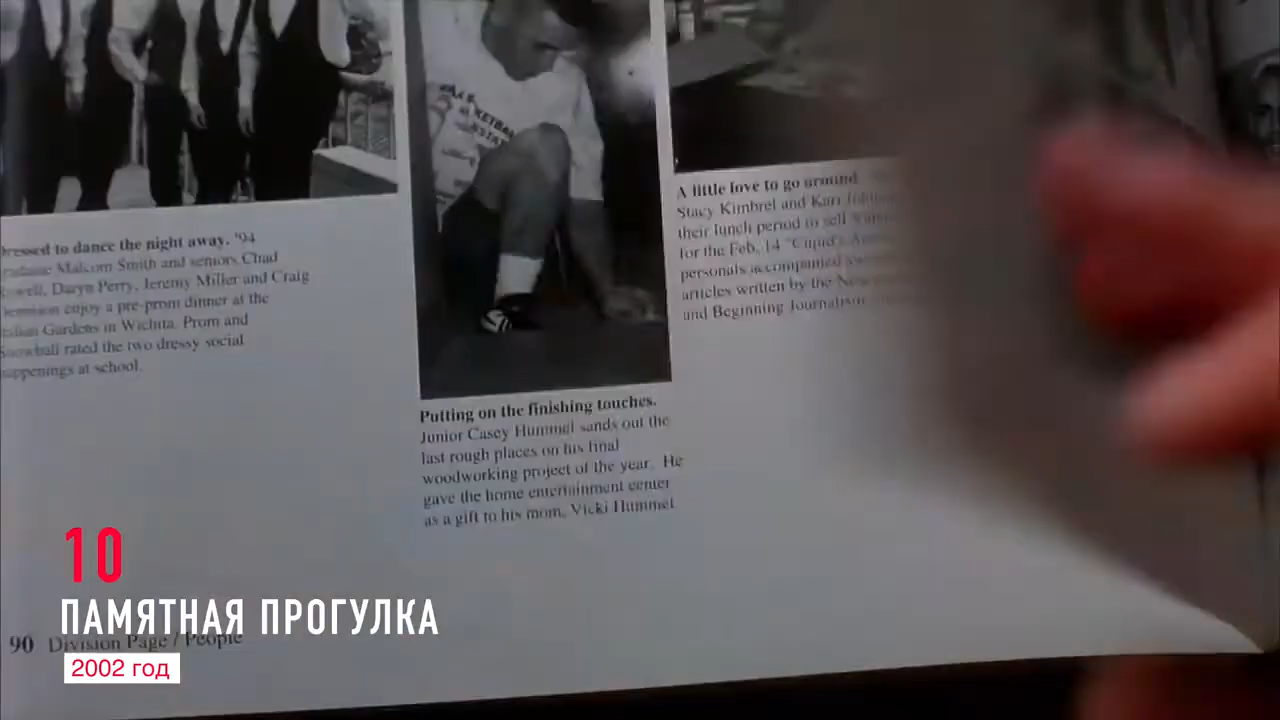 KETBA
Dressed to dance the night away. '94
graduate Malcom Smith and seniors Chad
Daryn Perry, Jeremy Miller and Craig
enjoy a pre-prom dinner at the
Italian Gardens in Wichita. Prom and
Snowball rated the two dressy social
happenings at school.
Putting on the finishing touches.
Junior Casey Hummel sands out the
last rough places on his final
woodworking project of the year. He
gave the home entertainment center
as a gift to his mom, Vicki Hummel
A little love to go around
Stacy Kimbrel and Kari
their lunch period to sell
for the Feb. 14 "Cupid's
personals accompanied
articles written by the
and Beginning Journalism
10
ПАМЯТНАЯ ПРОГУЛКА
90 Division Page / People
2002 год